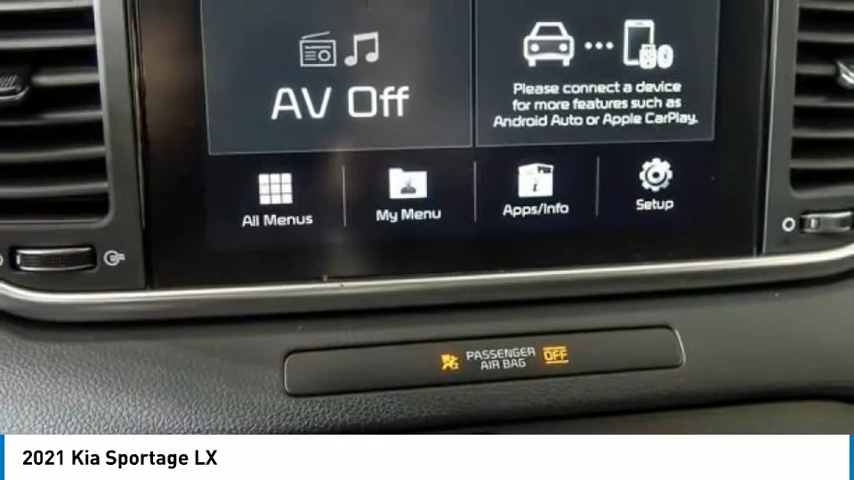 AV Off
Please connect a device
for more features such as
Android Auto or Apple CarPlay.
All Menus
My Menu
Apps/Info
Setup
PASSENGER
AIR BAG
OFF
2021 Kia Sportage LX